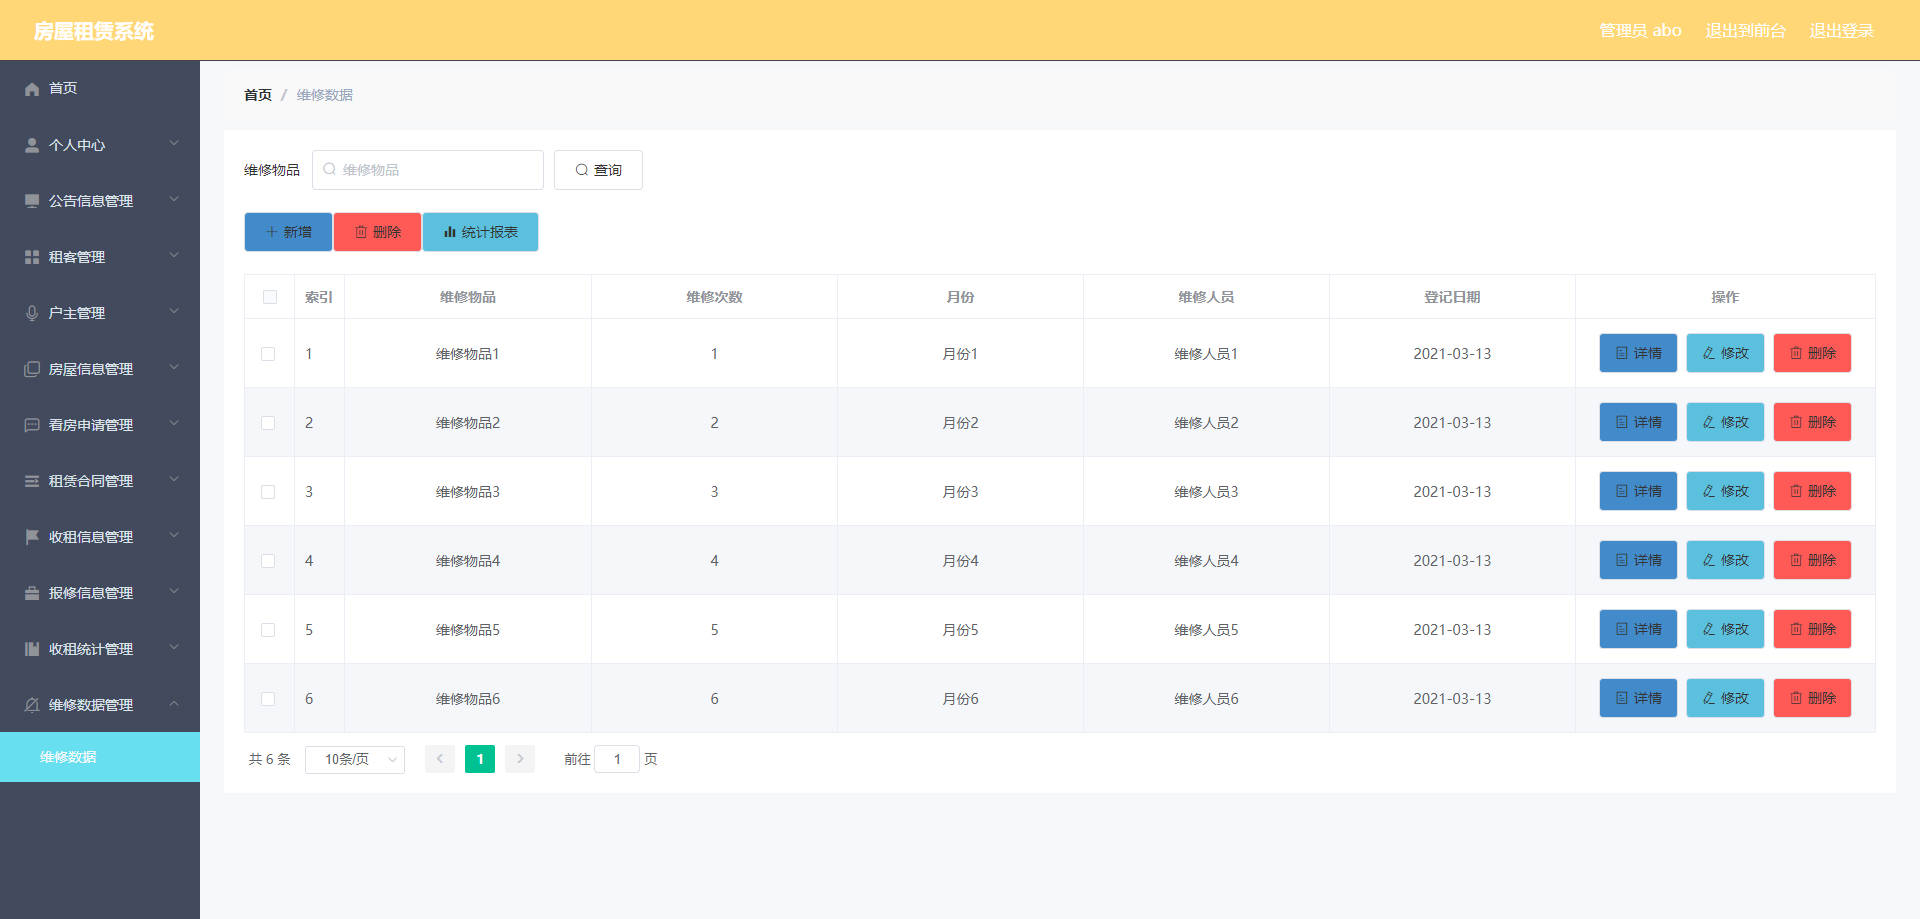 房屋租赁系统
管理员 abo 退出到前台 退出登录
首页
个人中心
公告信息管理
租客管理
户主管理
房屋信息管理
看房申请管理
租赁合同管理
收租信息管理
报修信息管理
收租统计管理
维修数据管理
维修数据
首页 / 维修数据
维修物品 维修物品 查询
新增 删除 统计报表
索引 维修物品 维修次数 月份 维修人员 登记日期 操作
1 维修物品1 1 月份1 维修人员1 2021-03-13 详情 修改 删除
2 维修物品2 2 月份2 维修人员2 2021-03-13 详情 修改 删除
3 维修物品3 3 月份3 维修人员3 2021-03-13 详情 修改 删除
4 维修物品4 4 月份4 维修人员4 2021-03-13 详情 修改 删除
5 维修物品5 5 月份5 维修人员5 2021-03-13 详情 修改 删除
6 维修物品6 6 月份6 维修人员6 2021-03-13 详情 修改 删除
共 6 条 10条/页 1 前往 1 页